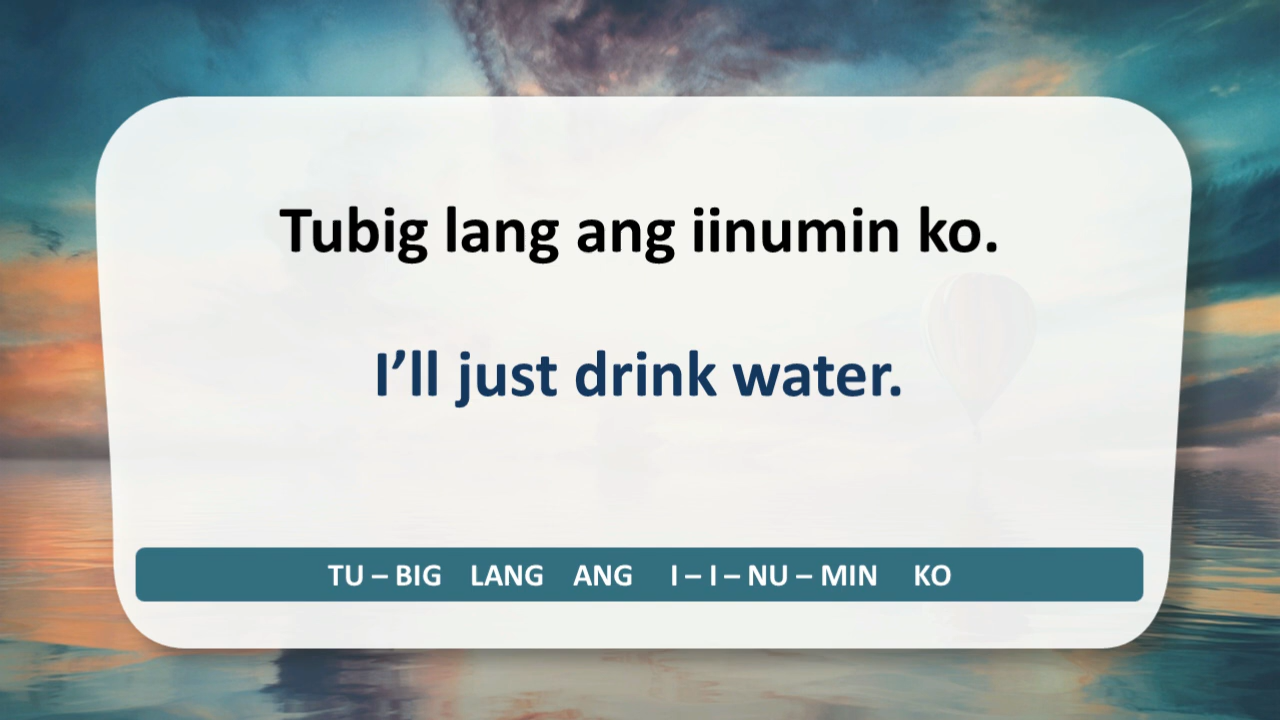 Tubig lang ang iinumin ko.
I’ll just drink water.
TU – BIG LANG ANG I – I – NU – MIN KO